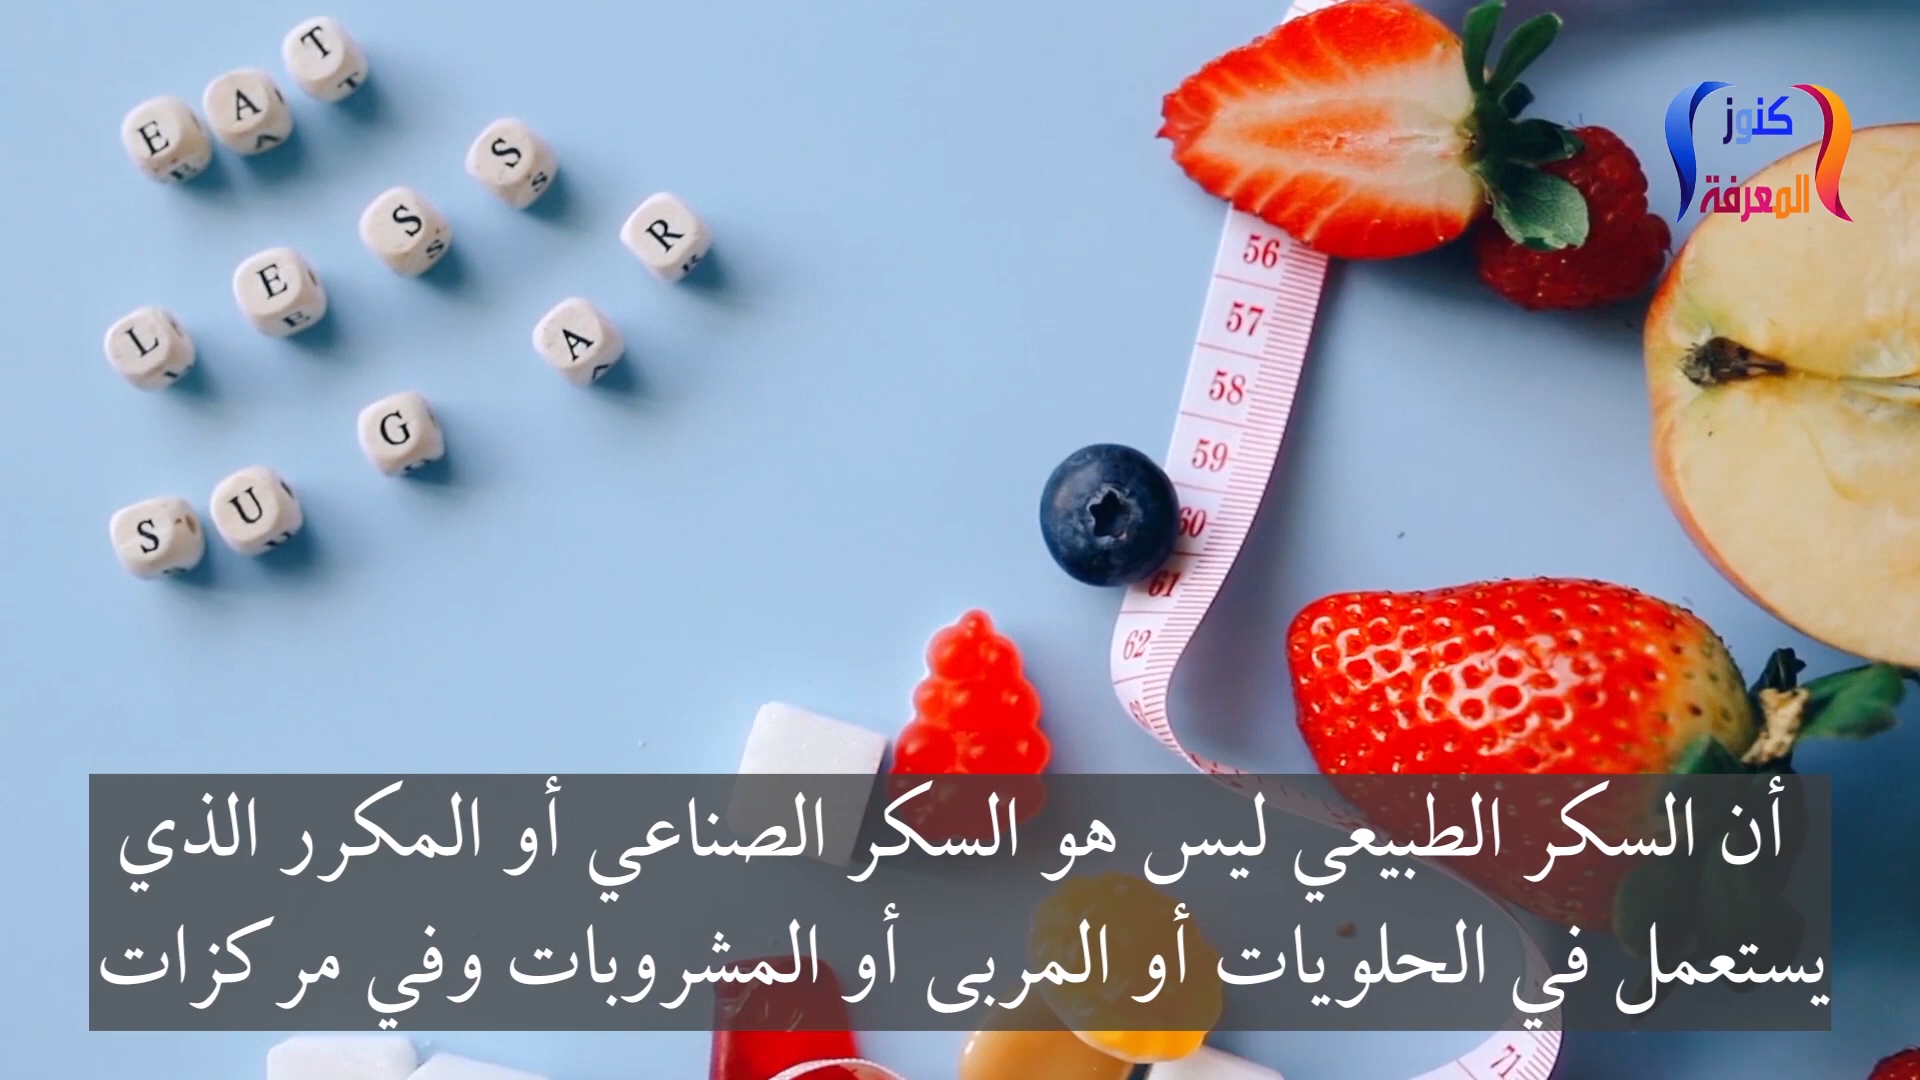 EAT
LESS
SUGAR
كنوز
المعرفة
56
57
58
59
60
61
62
71
أن السكر الطبيعي ليس هو السكر الصناعي أو المكرر الذي
يستعمل في الحلويات أو المربى أو المشروبات وفي مركزات